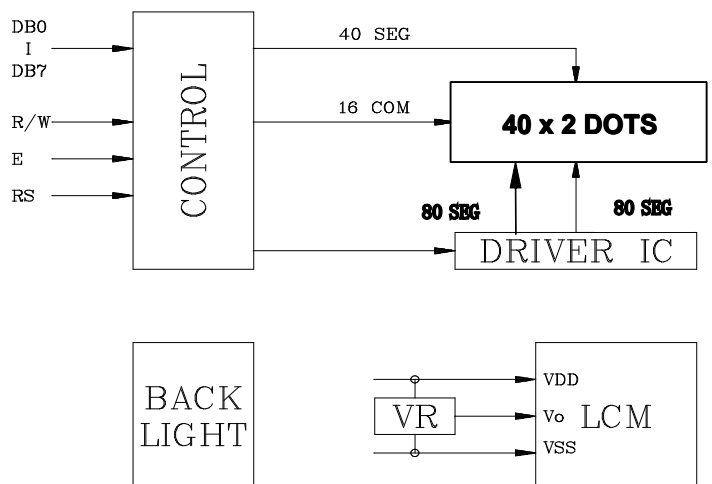 DB0
I
DB7
R/W
E
RS
CONTROL
40 SEG
16 COM
40 x 2 DOTS
80 SEG
80 SEG
DRIVER IC
BACK
LIGHT
VR
VDD
Vo
VSS
LCM